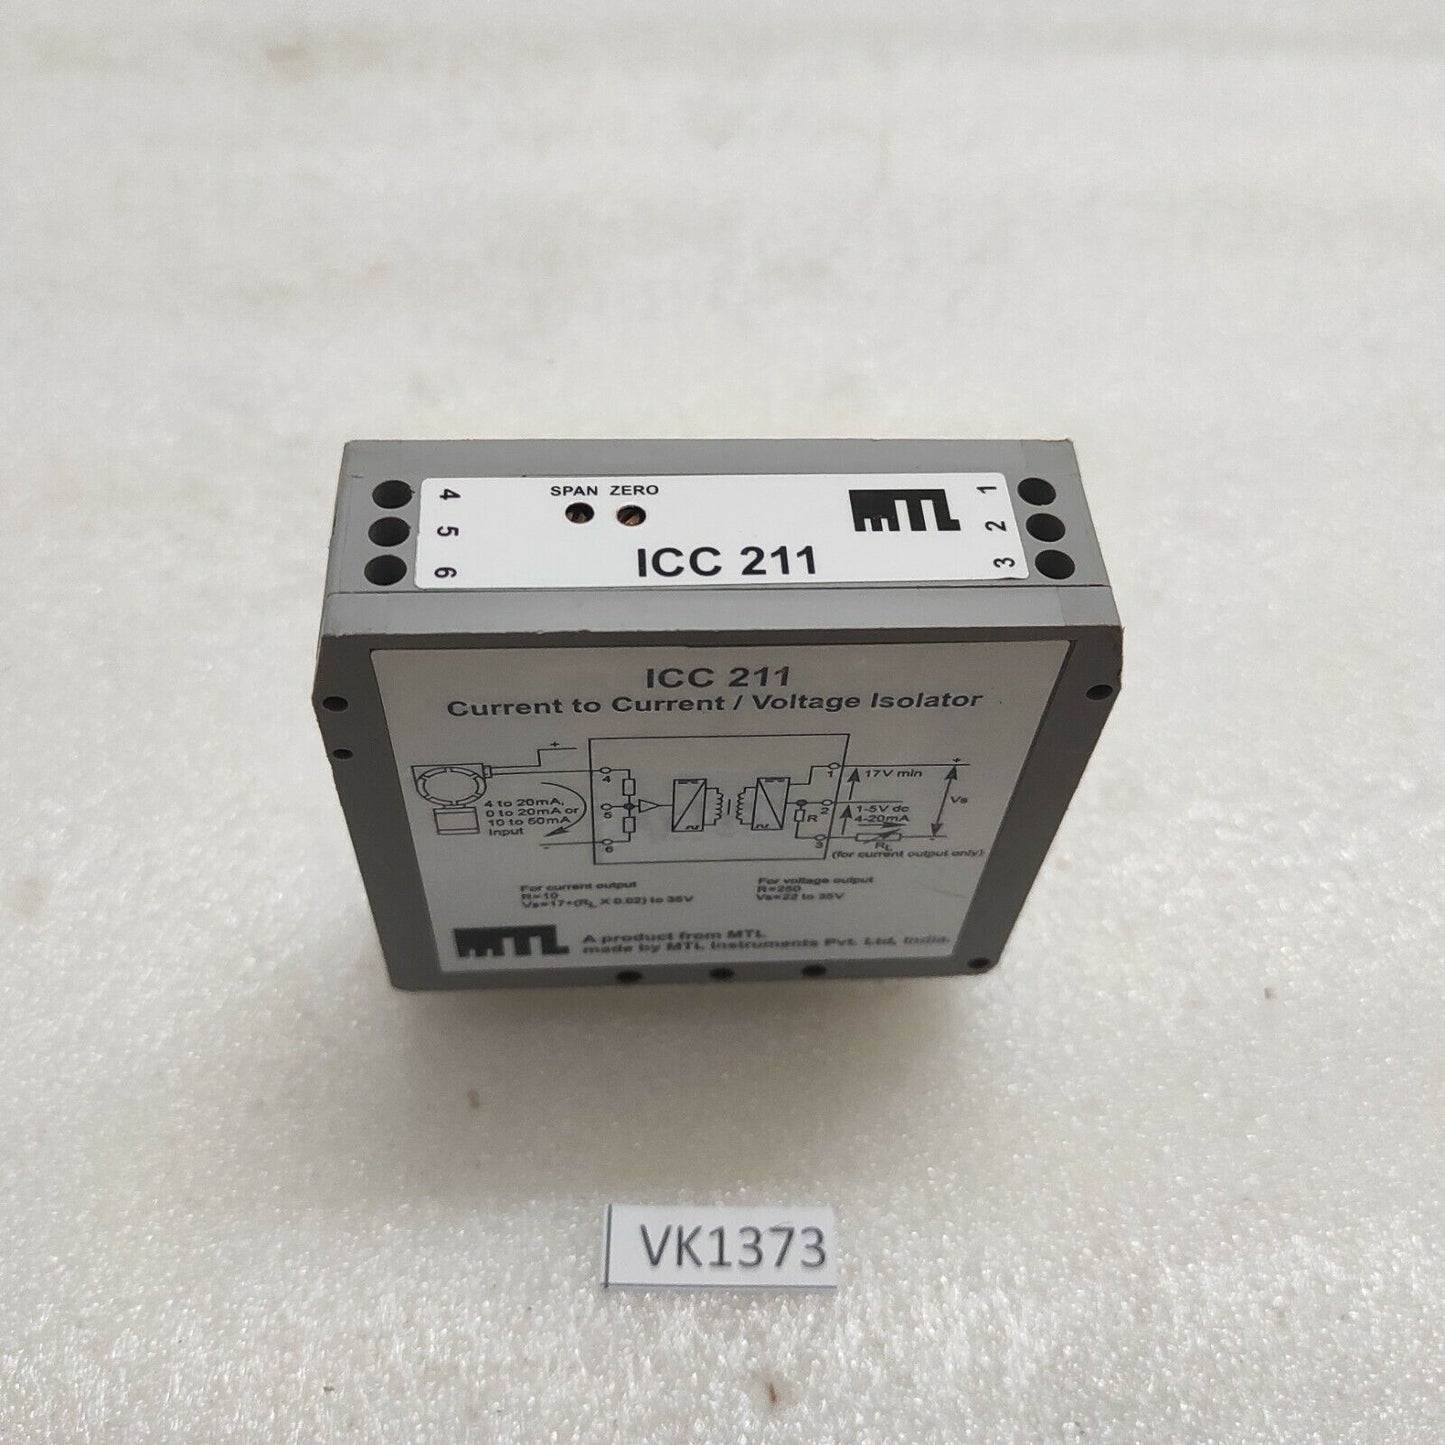 4 SPAN ZERO MTL 1
5 2
6 ICC 211 3
ICC 211
Current to Current / Voltage Isolator
+ +
4 1 17V min
4 to 20mA,
0 to 20mA or
10 to 50mA
Input
5 2 Vs
R
1-5V dc
4-20mA
- 6 3 RL -
(for current output only)
For current output
R=10
Vs=17+(RL X 0.02) to 35V
For voltage output
R=250
Vs=22 to 35V
MTL A product from MTL
made by MTL Instruments Pvt. Ltd, India.
VK1373